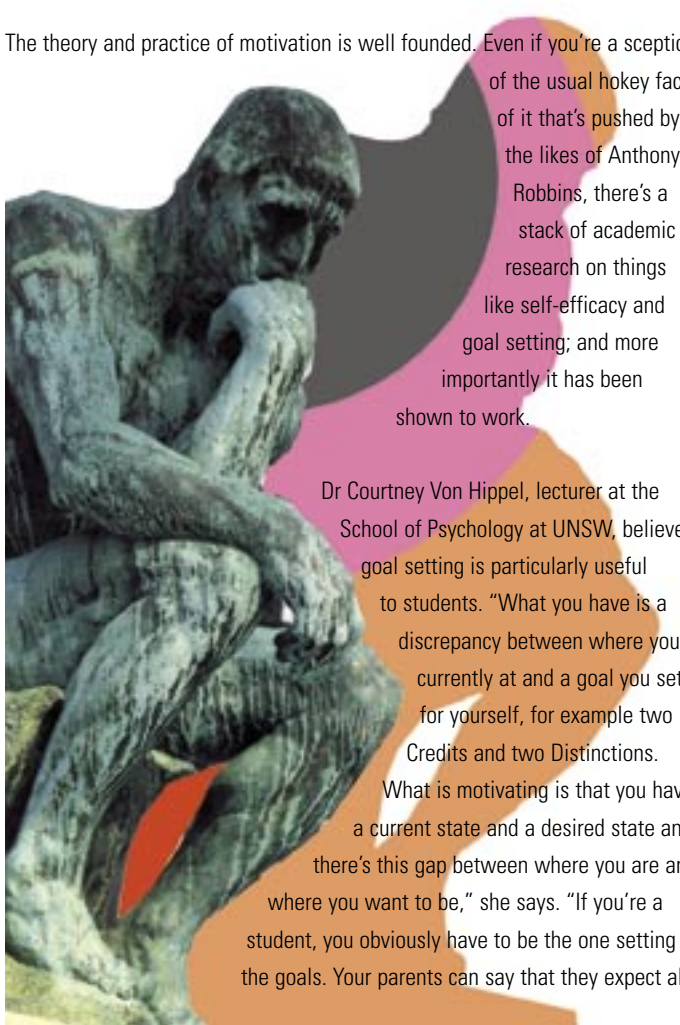 The theory and practice of motivation is well founded. Even if you're a sceptic
of the usual hokey fac
of it that's pushed by
the likes of Anthony
Robbins, there's a
stack of academic
research on things
like self-efficacy and
goal setting; and more
importantly it has been
shown to work.
Dr Courtney Von Hippel, lecturer at the
School of Psychology at UNSW, believe
goal setting is particularly useful
to students. “What you have is a
discrepancy between where you
currently at and a goal you set
for yourself, for example two
Credits and two Distinctions.
What is motivating is that you hav
a current state and a desired state an
there's this gap between where you are an
where you want to be,” she says. “If you're a
student, you obviously have to be the one setting
the goals. Your parents can say that they expect al